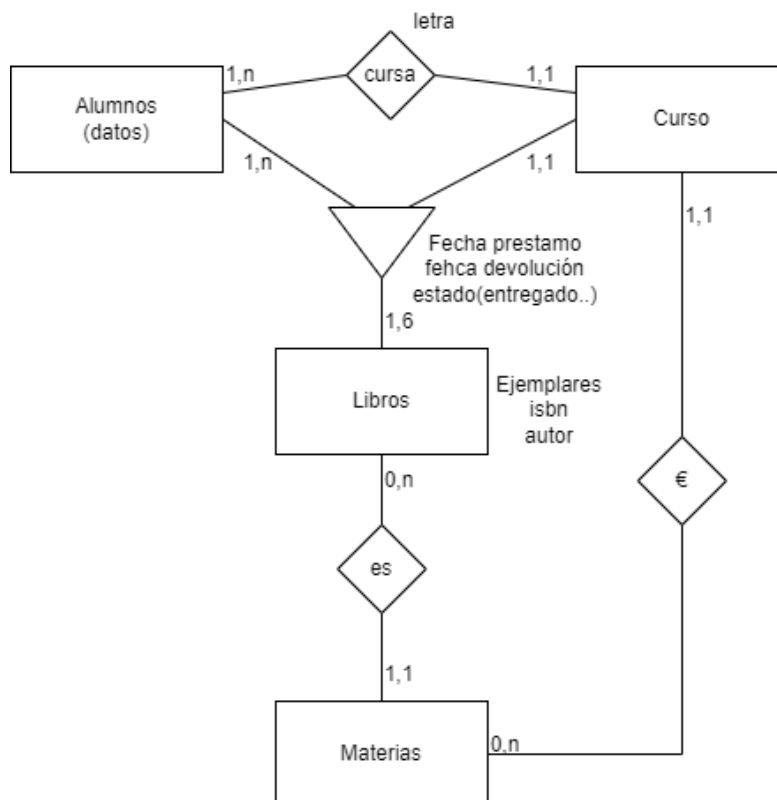 letra
1,n
cursa
1,1
Alumnos
(datos)
Curso
1,n
1,1
1,1
Fecha prestamo
fehca devolución
estado(entregado..)
1,6
Libros
Ejemplares
isbn
autor
0,n
€
es
1,1
Materias
0,n